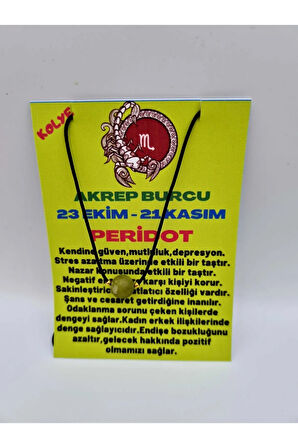 KOLYE
AKREP BURCU
23 EKİM - 21 KASIM
PERİDOT
Kendine güven,mutluluk,depresyon.
Stres azaltma üzerinde etkili bir taştır.
Nazar konusunda etkili bir taştır.
Negatif karşı kişiyi korur.
özelliği vardır.
Şans ve cesaret getirdiğine inanılır.
Odaklanma sorunu çeken kişilerde
dengeyi sağlar.Kadın erkek ilişkilerinde
denge sağlayıcıdır.Endişe bozukluğunu
azaltır,gelecek hakkında pozitif
olmamızı sağlar.